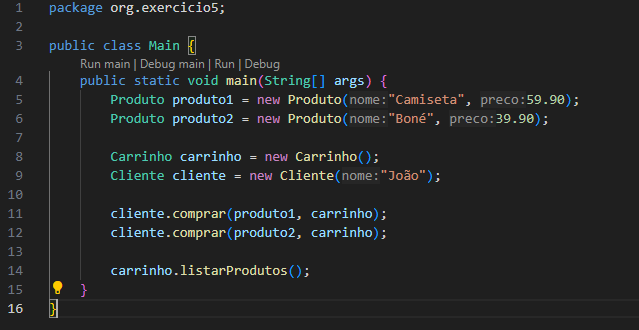 1 package org.exercicio5;
2
3 public class Main {
Run main | Debug main | Run | Debug
4 public static void main(String[] args) {
5 Produto produto1 = new Produto(nome:"Camiseta", preco:59.90);
6 Produto produto2 = new Produto(nome:"Boné", preco:39.90);
7
8 Carrinho carrinho = new Carrinho();
9 Cliente cliente = new Cliente(nome:"João");
10
11 cliente.comprar(produto1, carrinho);
12 cliente.comprar(produto2, carrinho);
13
14 carrinho.listarProdutos();
15 }
16 }